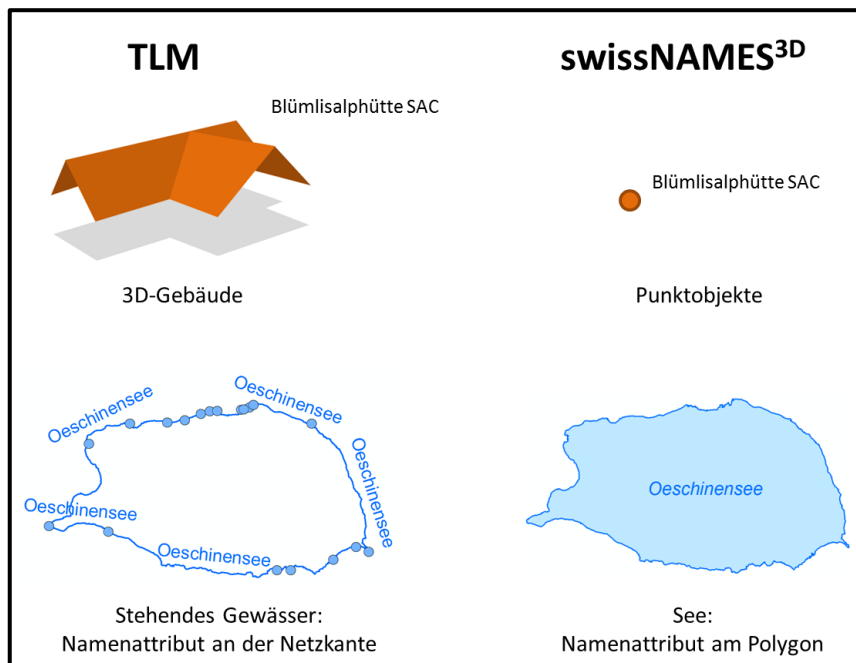 TLM
swissNAMES3D
Blümlisalphütte SAC
Blümlisalphütte SAC
3D-Gebäude
Punktobjekte
Oeschinensee
Oeschinensee
Oeschinensee
Oeschinensee
Oeschinensee
Oeschinensee
Stehendes Gewässer:
Namenattribut an der Netzkante
See:
Namenattribut am Polygon